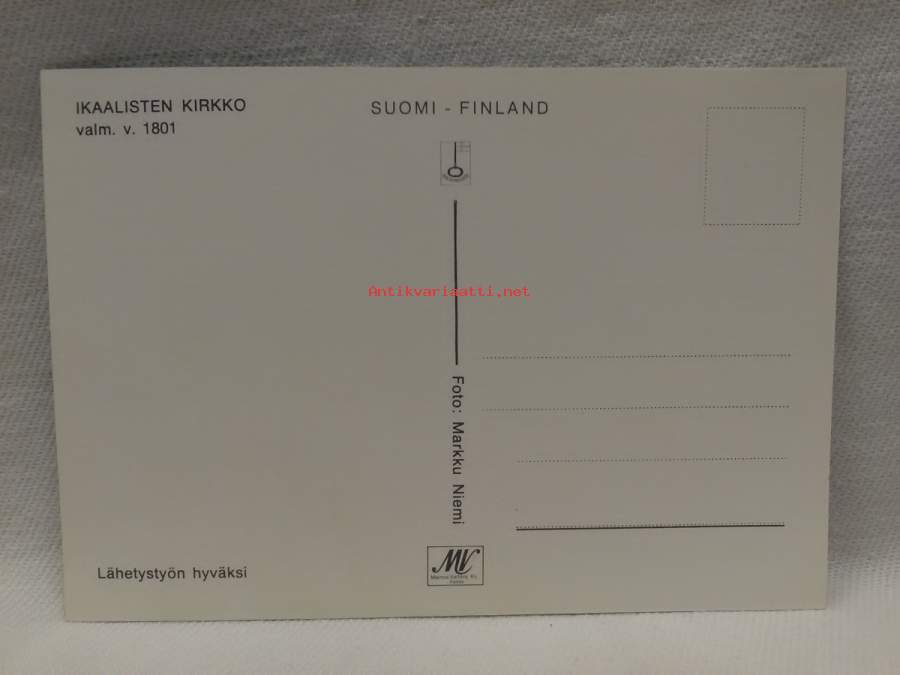 IKAALISTEN KIRKKO
valm. v. 1801
SUOMI - FINLAND
Antikvariaatti.net
Foto: Markku Niemi
Lähetystyön hyväksi
MV